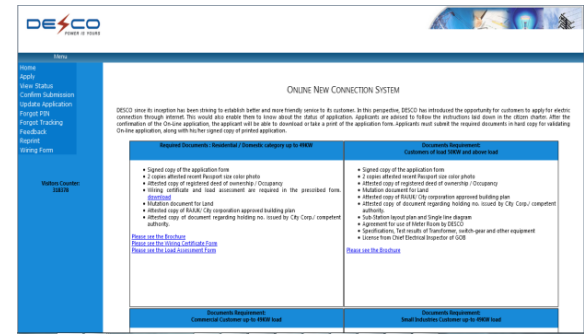 DESCO
POWER IS YOURS
Menu
Home
Apply
View Status
Confirm Submission
Update Application
Forgot PIN
Forgot Tracking
Feedback
Reprint
Wiring Form
Visitors Counter:
ONLINE NEW CONNECTION SYSTEM
DESCO since its inception has been striving to establish better and more friendly service to its customer. In this perspective, DESCO has introduced the opportunity for customers to apply for electric
connection through internet. This would also enable them to know about the status of application. Applicants are advised to follow the instructions laid down in the citizen charter. After the
confirmation of the On-Line application, the applicant will be able to download or take a print of the application form. Applicants must submit the required documents in hard copy for validating
On-line application, along with his/her signed copy of printed application.
Required Documents : Residential / Domestic category up to 49KW
• Signed copy of the application form
• 2 copies attested recent Passport size color photo
• Attested copy of registered deed of ownership / Occupancy
• Wiring certificate and load assessment are required in the prescribed form.
download
• Mutation document for Land
• Attested copy of RAJUK/ City corporation approved building plan
• Attested copy of document regarding holding no. issued by City Corp./ competent
authority.
Please see the Brochure
Please see the Wiring Certificate Form
Please see the Load Assessment Form
Documents Requirement:
Customers of load 50KW and above load
• Signed copy of the application form
• 2 copies attested recent Passport size color photo
• Attested copy of registered deed of ownership / Occupancy
• Mutation document for Land
• Attested copy of RAJUK/ City corporation approved building plan
• Attested copy of document regarding holding no. issued by City Corp./ competent
authority.
• Sub-Station layout plan and Single line diagram
• Agreement for use of Meter Room by DESCO
• Specifications, Test results of Transformer, switch-gear and other equipment
• License from Chief Electrical Inspector of GOB
Please see the Brochure
Documents Requirement:
Commercial Customer up-to 49KW load
Documents Requirement:
Small Industries Customer up-to 49KW load